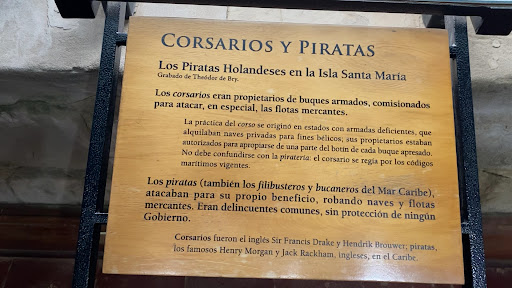 CORSARIOS Y PIRATAS
Los Piratas Holandeses en la Isla Santa María
Grabado de Theódor de Bry.
Los corsarios eran propietarios de buques armados, comisionados
para atacar, en especial, las flotas mercantes.
La práctica del corso se originó en estados con armadas deficientes, que
alquilaban naves privadas para fines bélicos; sus propietarios estaban
autorizados para apropiarse de una parte del botín de cada buque apresado.
No debe confundirse con la piratería: el corsario se regía por los códigos
marítimos vigentes.
Los piratas (también los filibusteros y bucaneros del Mar Caribe),
atacaban para su propio beneficio, robando naves y flotas
mercantes. Eran delincuentes comunes, sin protección de ningún
Gobierno.
Corsarios fueron el inglés Sir Francis Drake y Hendrik Brouwer; piratas,
los famosos Henry Morgan y Jack Rackham, ingleses, en el Caribe.